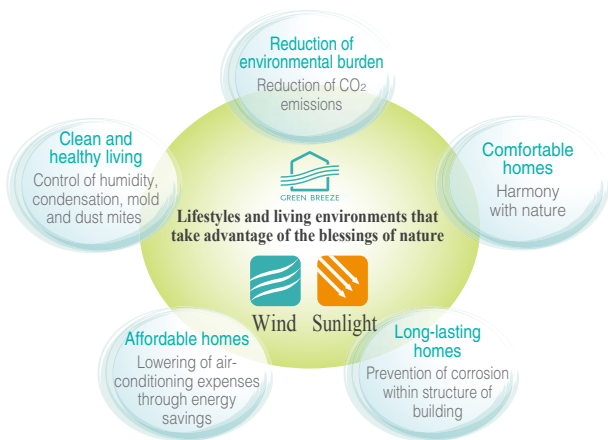 Reduction of
environmental burden
Reduction of CO₂
emissions
Clean and
healthy living
Control of humidity,
condensation, mold
and dust mites
Comfortable
homes
Harmony
with nature
GREEN BREEZE
Lifestyles and living environments that
take advantage of the blessings of nature
Wind Sunlight
Affordable homes
Lowering of air-
conditioning expenses
through energy
savings
Long-lasting
homes
Prevention of corrosion
within structure of
building